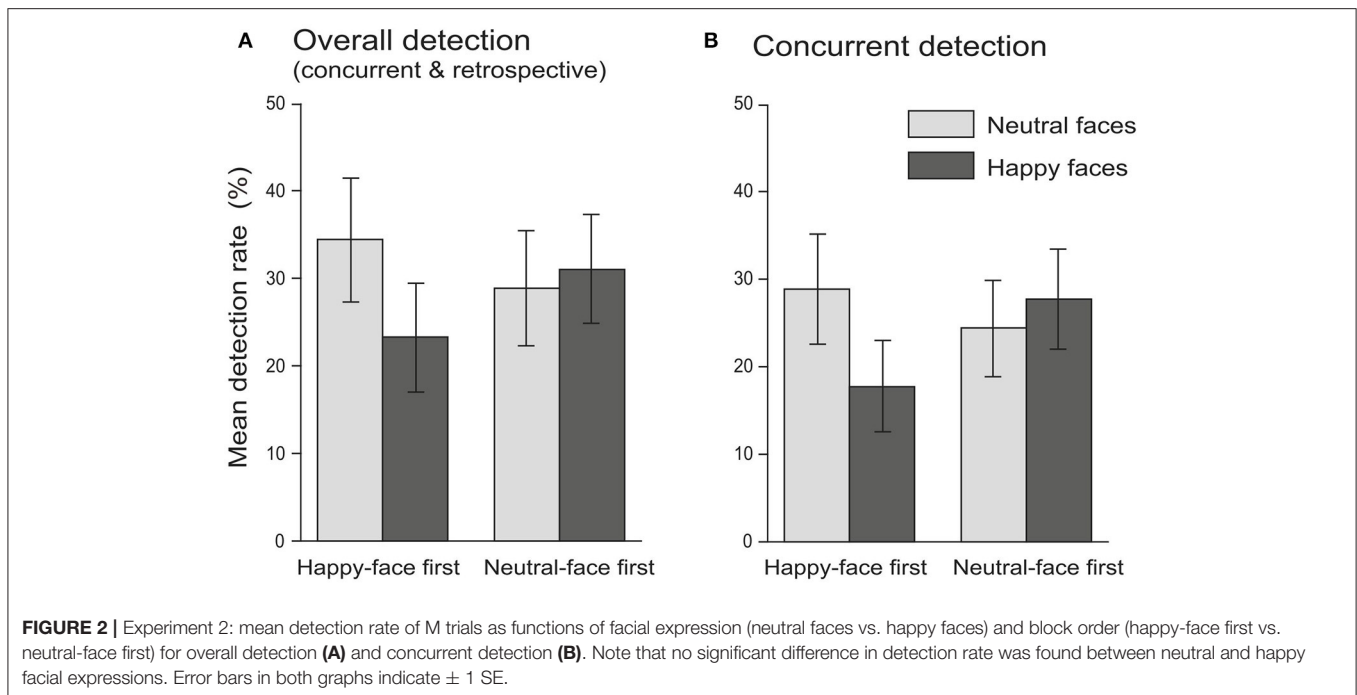 A Overall detection
(concurrent & retrospective)
Mean detection rate (%)
50
40
30
20
10
0
Happy-face first Neutral-face first
B Concurrent detection
50
40
30
20
10
0
Neutral faces
Happy faces
Happy-face first Neutral-face first
FIGURE 2 | Experiment 2: mean detection rate of M trials as functions of facial expression (neutral faces vs. happy faces) and block order (happy-face first vs.
neutral-face first) for overall detection (A) and concurrent detection (B). Note that no significant difference in detection rate was found between neutral and happy
facial expressions. Error bars in both graphs indicate ± 1 SE.